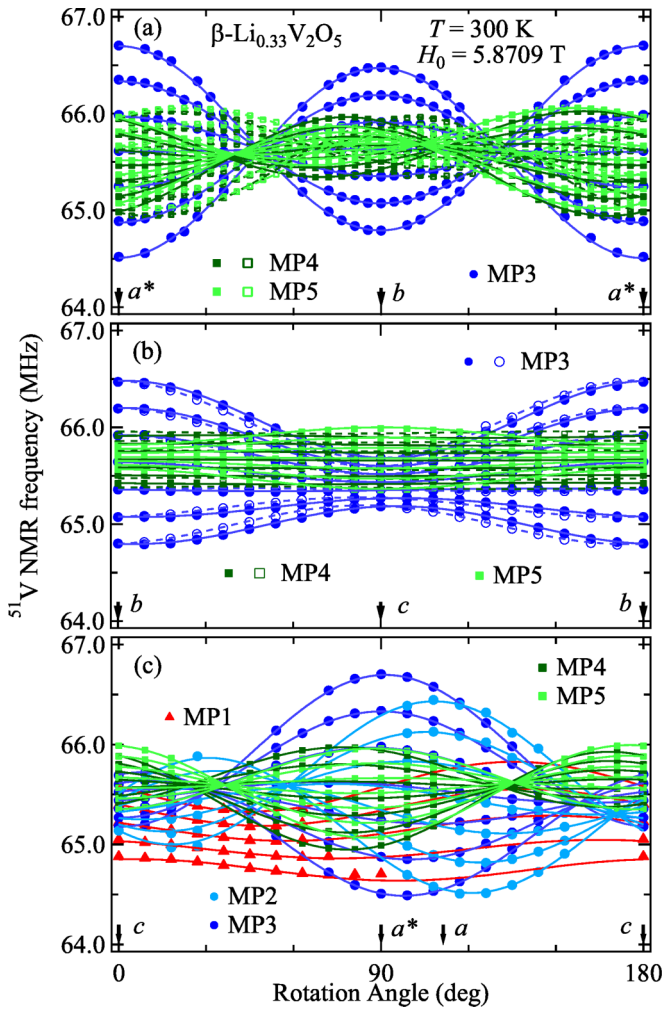 (a) β-Li0.33V2O5 T = 300 K
H0 = 5.8709 T
67.0
66.0
65.0
64.0
MP4
MP5
MP3
a* b a*
(b)
MP3
66.0
65.0
64.0
MP4
MP5
b c b
51V NMR frequency (MHz)
(c)
67.0
66.0
65.0
64.0
MP4
MP5
MP1
MP2
MP3
c a* a c
0 90 180
Rotation Angle (deg)